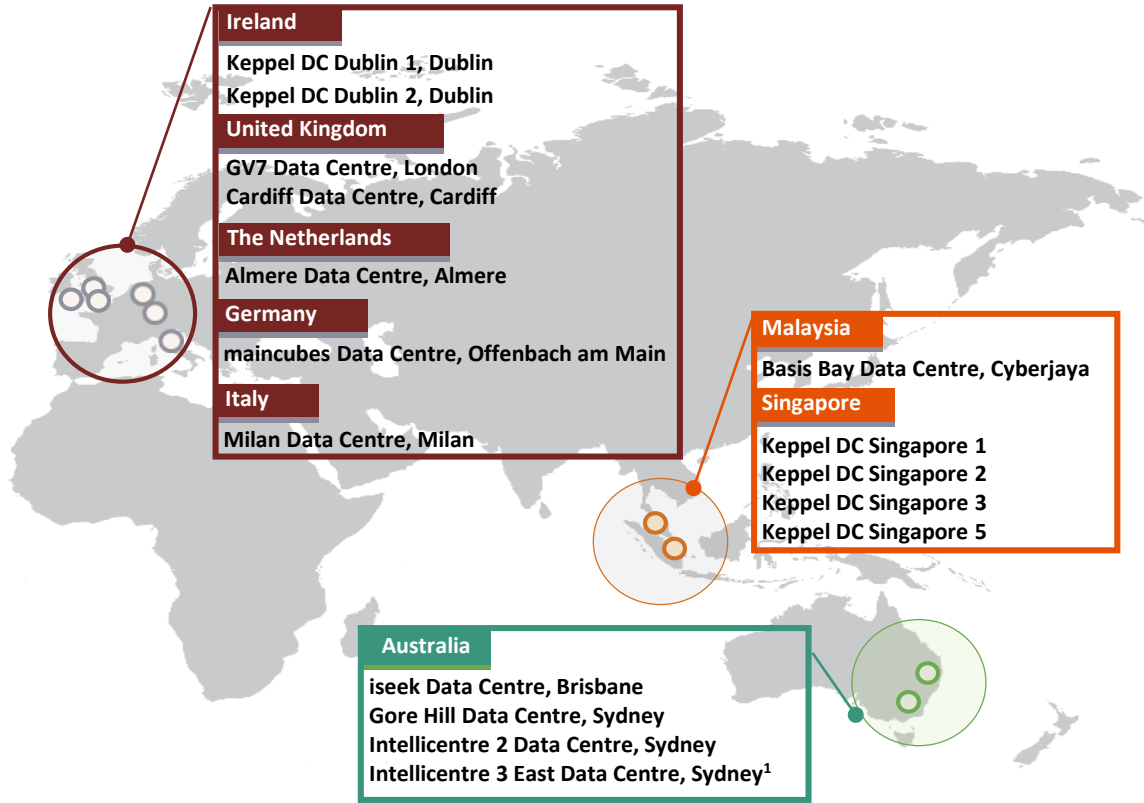 Ireland
Keppel DC Dublin 1, Dublin
Keppel DC Dublin 2, Dublin
United Kingdom
GV7 Data Centre, London
Cardiff Data Centre, Cardiff
The Netherlands
Almere Data Centre, Almere
Germany
maincubes Data Centre, Offenbach am Main
Italy
Milan Data Centre, Milan
Malaysia
Basis Bay Data Centre, Cyberjaya
Singapore
Keppel DC Singapore 1
Keppel DC Singapore 2
Keppel DC Singapore 3
Keppel DC Singapore 5
Australia
iseek Data Centre, Brisbane
Gore Hill Data Centre, Sydney
Intellicentre 2 Data Centre, Sydney
Intellicentre 3 East Data Centre, Sydney¹